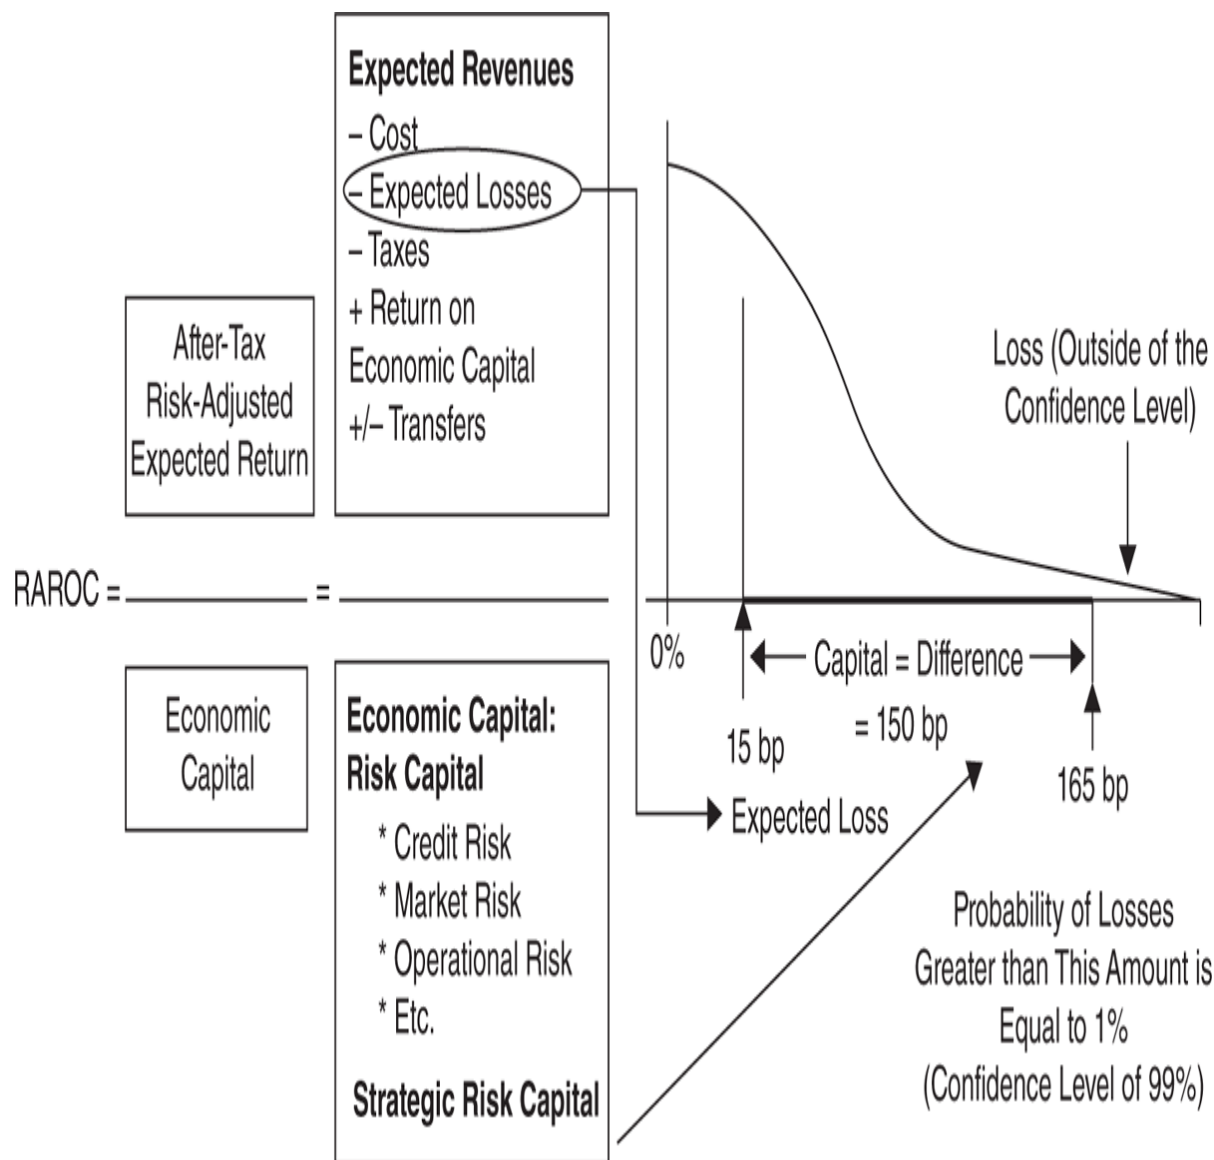 Expected Revenues
– Cost
– Expected Losses
– Taxes
+ Return on
Economic Capital
+/– Transfers
After-Tax
Risk-Adjusted
Expected Return
RAROC =
=
Economic
Capital
Economic Capital:
Risk Capital
* Credit Risk
* Market Risk
* Operational Risk
* Etc.
Strategic Risk Capital
Loss (Outside of the
Confidence Level)
0%
Capital = Difference
= 150 bp
15 bp
165 bp
Expected Loss
Probability of Losses
Greater than This Amount is
Equal to 1%
(Confidence Level of 99%)